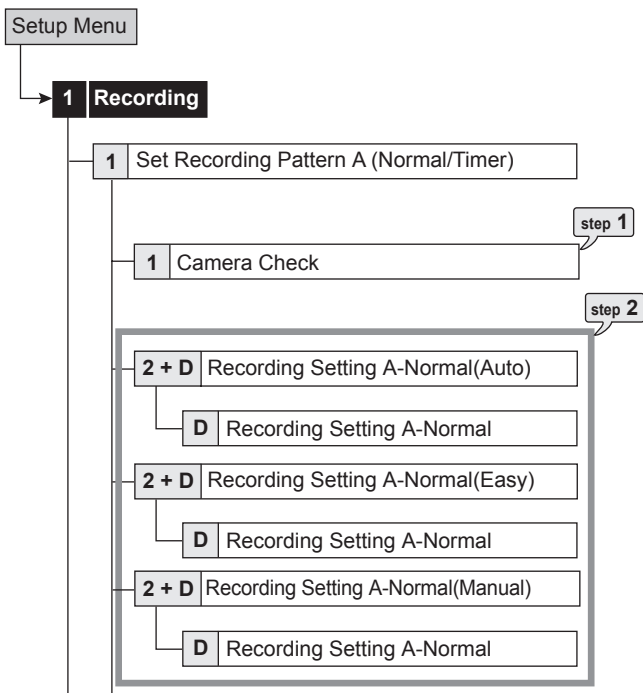 Setup Menu
1 Recording
1 Set Recording Pattern A (Normal/Timer)
step 1
1 Camera Check
step 2
2 + D Recording Setting A-Normal(Auto)
D Recording Setting A-Normal
2 + D Recording Setting A-Normal(Easy)
D Recording Setting A-Normal
2 + D Recording Setting A-Normal(Manual)
D Recording Setting A-Normal